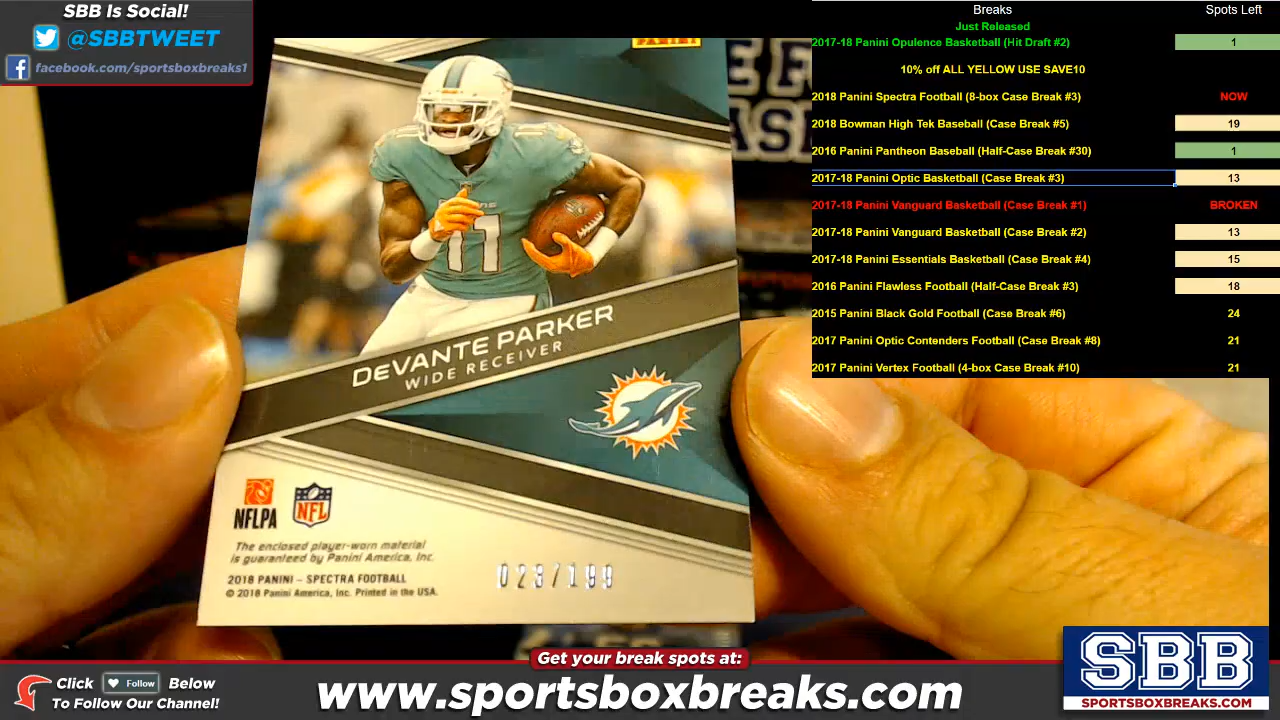 SBB Is Social!
@SBBTWEET
facebook.com/sportsboxbreaks1
Breaks Spots Left
Just Released
2017-18 Panini Opulence Basketball (Hit Draft #2) 1
10% off ALL YELLOW USE SAVE10
2018 Panini Spectra Football (8-box Case Break #3) NOW
2018 Bowman High Tek Baseball (Case Break #5) 19
2016 Panini Pantheon Baseball (Half-Case Break #30) 1
2017-18 Panini Optic Basketball (Case Break #3) 13
2017-18 Panini Vanguard Basketball (Case Break #1) BROKEN
2017-18 Panini Vanguard Basketball (Case Break #2) 13
2017-18 Panini Essentials Basketball (Case Break #4) 15
2016 Panini Flawless Football (Half-Case Break #3) 18
2015 Panini Black Gold Football (Case Break #6) 24
2017 Panini Optic Contenders Football (Case Break #8) 21
2017 Panini Vertex Football (4-box Case Break #10) 21
PANINI
11
DEVANTE PARKER
WIDE RECEIVER
NFLPA
NFL
The enclosed player-worn material
is guaranteed by Panini America, Inc.
2018 PANINI – SPECTRA FOOTBALL
© 2018 Panini America, Inc. Printed in the USA.
023/199
Get your break spots at:
Click Follow Below
To Follow Our Channel!
www.sportsboxbreaks.com
SBB
SPORTSBOXBREAKS.COM